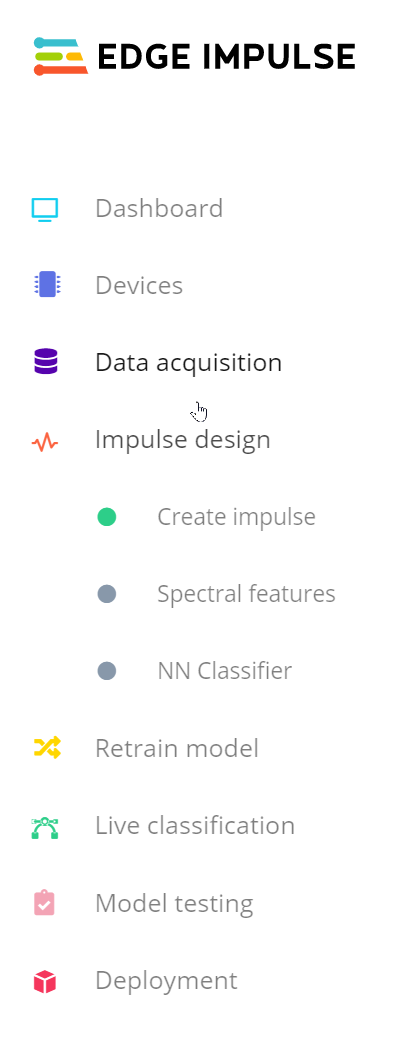 EDGE IMPULSE
Dashboard
Devices
Data acquisition
Impulse design
Create impulse
Spectral features
NN Classifier
Retrain model
Live classification
Model testing
Deployment